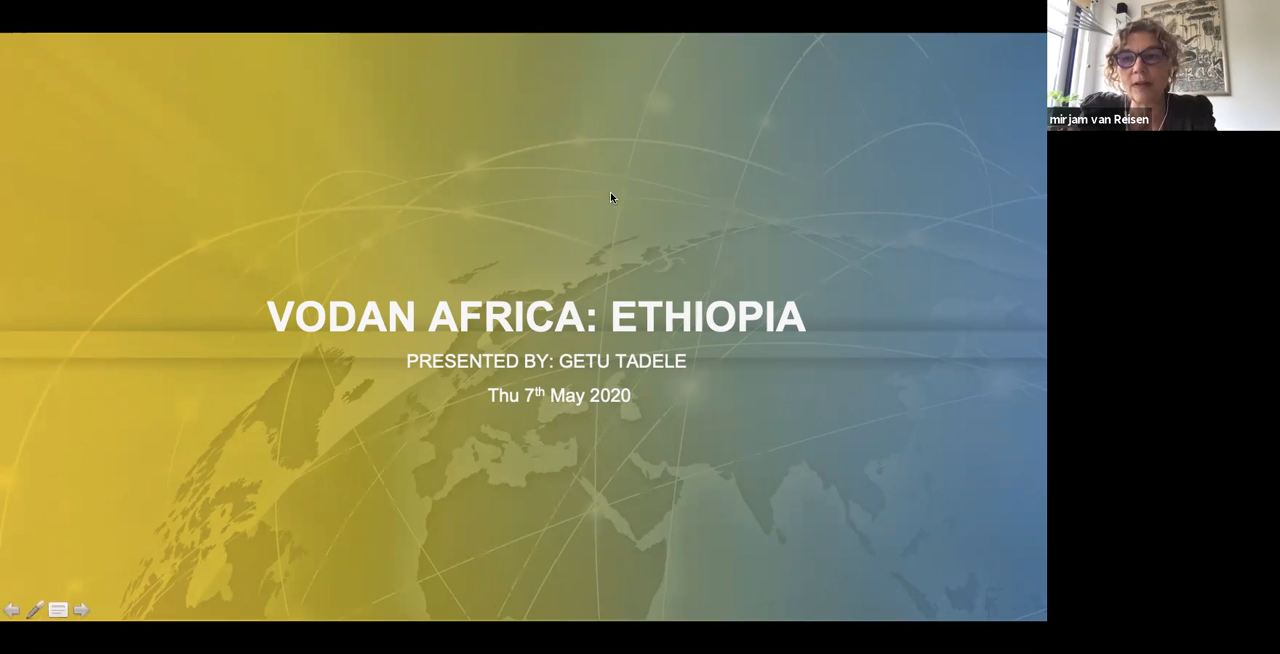 VODAN AFRICA: ETHIOPIA
PRESENTED BY: GETU TADELE
Thu 7th May 2020
mirjam van Reisen